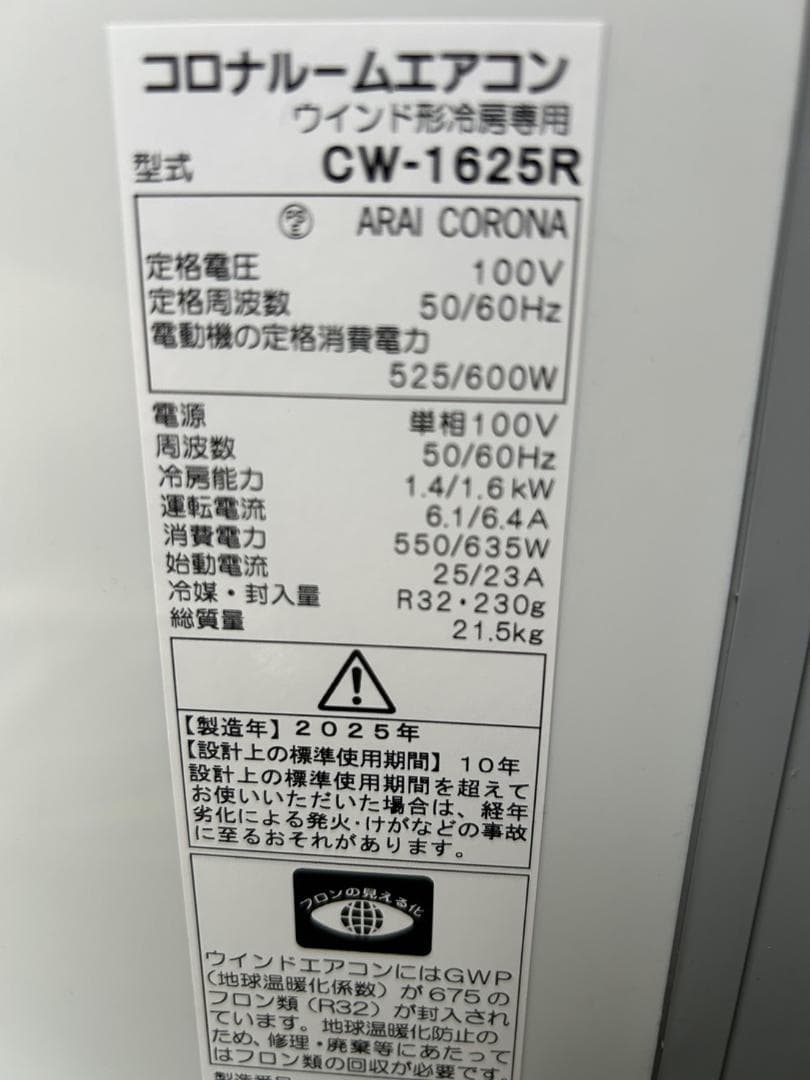 コロナルームエアコン
ウインド形冷房専用
型式 CW-1625R
PSE ARAI CORONA
定格電圧 100V
定格周波数 50/60Hz
電動機の定格消費電力
525/600W
電源 単相100V
周波数 50/60Hz
冷房能力 1.4/1.6kW
運転電流 6.1/6.4A
消費電力 550/635W
始動電流 25/23A
冷媒・封入量 R32・230g
総質量 21.5kg
【製造年】2025年
【設計上の標準使用期間】10年
設計上の標準使用期間を超えて
お使いいただいた場合は、経年
劣化による発火・けがなどの事故
に至るおそれがあります。
フロンの見える化
ウインドエアコンにはGWP
(地球温暖化係数)が675の
フロン類(R32)が封入され
ています。地球温暖化防止の
ため、修理・廃棄等にあたって
はフロン類の回収が必要です。
製造番号